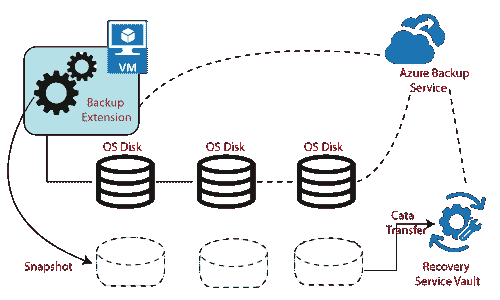 VM
Backup
Extension
Azure Backup
Service
OS Disk
OS Disk
OS Disk
Cata
Transfer
Snapshot
Recovery
Service Vault